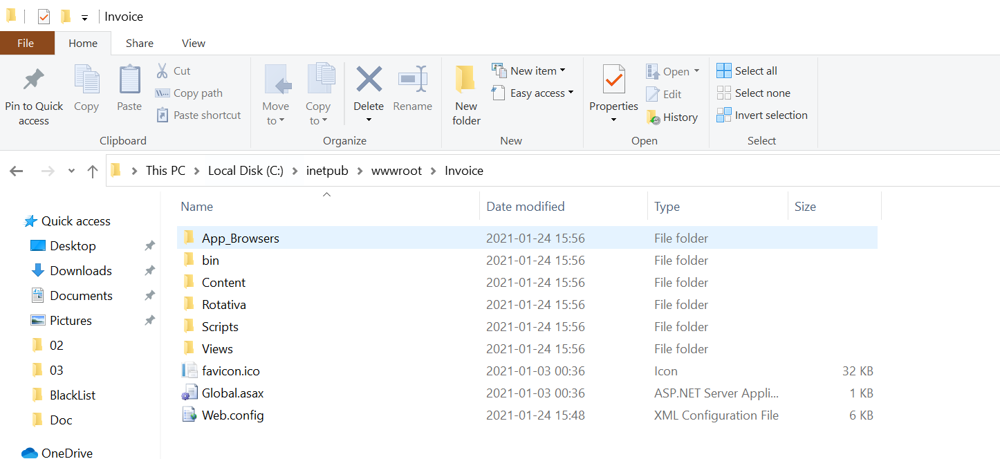 Invoice
File Home Share View
Pin to Quick access
Copy
Paste
Cut
Copy path
Paste shortcut
Clipboard
Move to
Copy to
Delete
Rename
Organize
New folder
New item
Easy access
New
Properties
Open
Edit
History
Open
Select all
Select none
Invert selection
Select
This PC > Local Disk (C:) > inetpub > wwwroot > Invoice
Quick access
Desktop
Downloads
Documents
Pictures
02
03
BlackList
Doc
OneDrive
Name Date modified Type Size
App_Browsers 2021-01-24 15:56 File folder
bin 2021-01-24 15:56 File folder
Content 2021-01-24 15:56 File folder
Rotativa 2021-01-24 15:56 File folder
Scripts 2021-01-24 15:56 File folder
Views 2021-01-24 15:56 File folder
favicon.ico 2021-01-03 00:36 Icon 32 KB
Global.asax 2021-01-03 00:36 ASP.NET Server Appli... 1 KB
Web.config 2021-01-24 15:48 XML Configuration File 6 KB